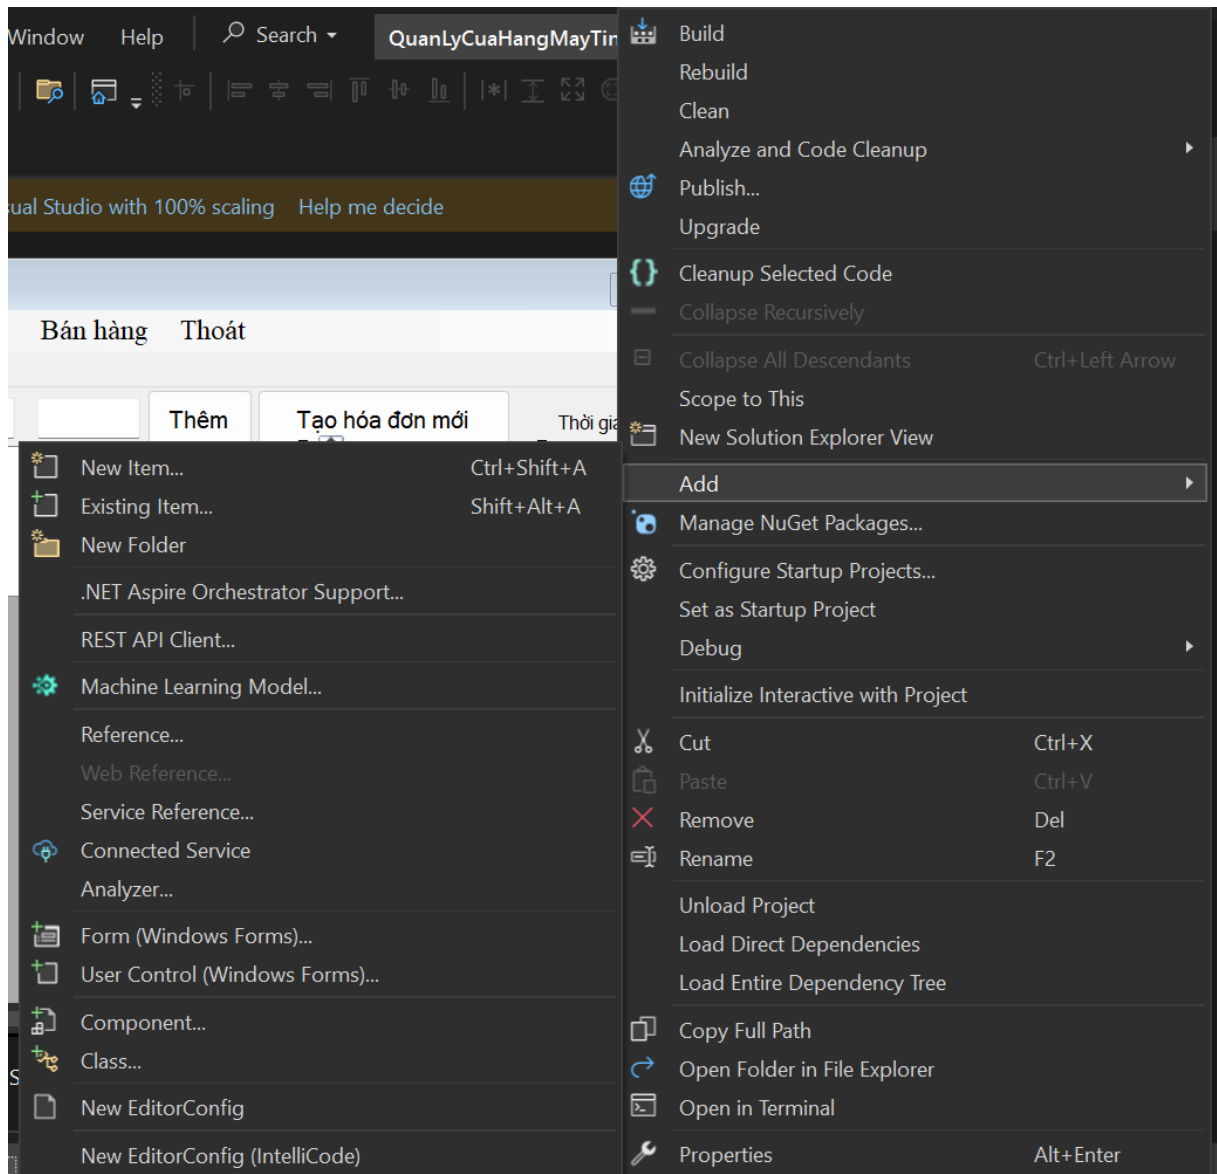 Window Help Search QuanLyCuaHangMayTin
sual Studio with 100% scaling Help me decide
Bán hàng Thoát
Thêm Tạo hóa đơn mới Thời gia
New Item... Ctrl+Shift+A
Existing Item... Shift+Alt+A
New Folder
.NET Aspire Orchestrator Support...
REST API Client...
Machine Learning Model...
Reference...
Web Reference...
Service Reference...
Connected Service
Analyzer...
Form (Windows Forms)...
User Control (Windows Forms)...
Component...
Class...
New EditorConfig
New EditorConfig (IntelliCode)
Build
Rebuild
Clean
Analyze and Code Cleanup
Publish...
Upgrade
Cleanup Selected Code
Collapse Recursively
Collapse All Descendants Ctrl+Left Arrow
Scope to This
New Solution Explorer View
Add
Manage NuGet Packages...
Configure Startup Projects...
Set as Startup Project
Debug
Initialize Interactive with Project
Cut Ctrl+X
Paste Ctrl+V
Remove Del
Rename F2
Unload Project
Load Direct Dependencies
Load Entire Dependency Tree
Copy Full Path
Open Folder in File Explorer
Open in Terminal
Properties Alt+Enter